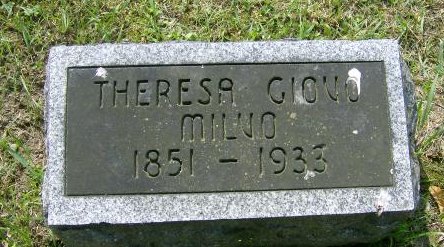 THERESA GIOVO
MILVO
1851 - 1933